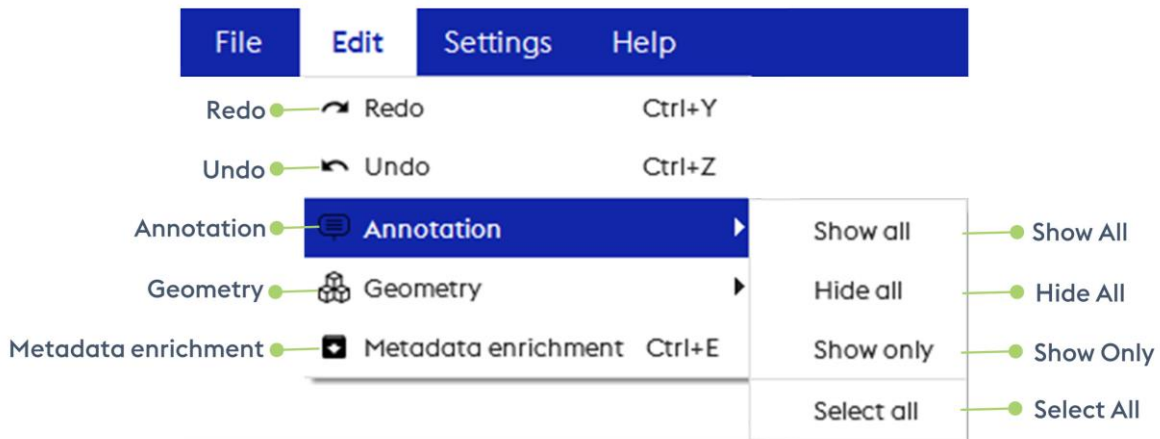 File Edit Settings Help
Redo Redo Ctrl+Y
Undo Undo Ctrl+Z
Annotation Annotation Show all Show All
Geometry Geometry Hide all Hide All
Metadata enrichment Metadata enrichment Ctrl+E Show only Show Only
Select all Select All